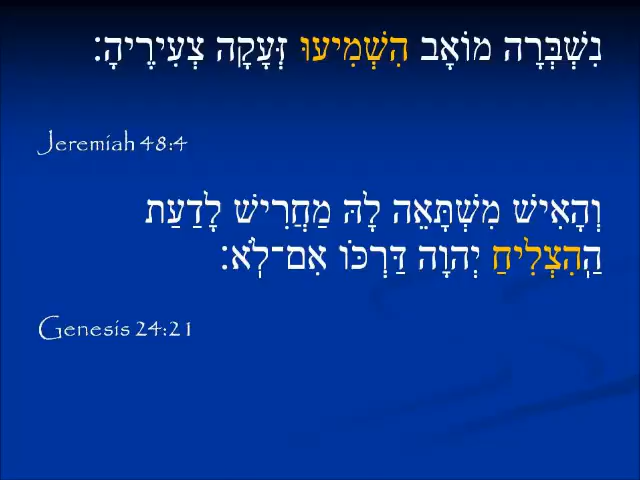 נִשְׁבְּרָה מוֹאָב הִשְׁמִיעוּ זְּעָקָה צְעִירֶיהָ׃
Jeremiah 48:4
וְהָאִישׁ מִשְׁתָּאֵה לָהּ מַחֲרִישׁ לָדַעַת
הַהִצְלִיחַ יְהוָה דַּרְכּוֹ אִם־לֹא׃
Genesis 24:21